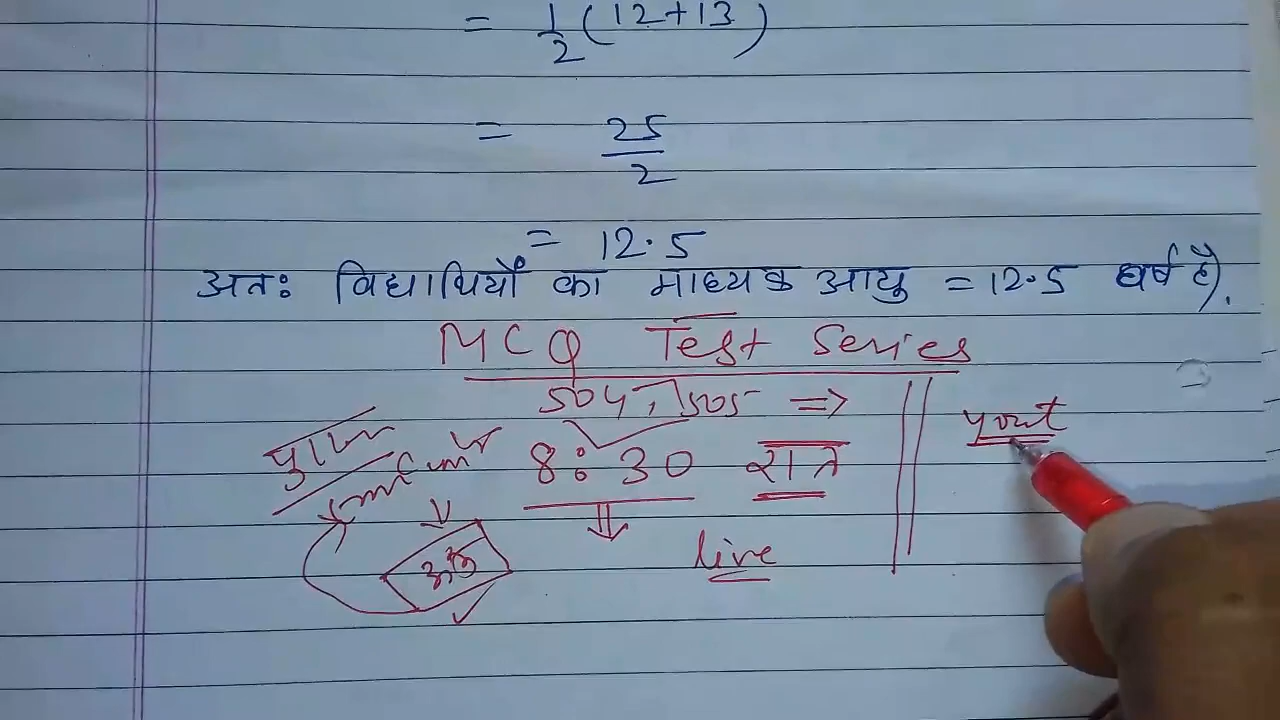 = 1/2 (12+13)
= 25/2
= 12.5
अतः विद्यार्थियों का माध्यक आयु = 12.5 वर्ष है।
MCQ Test Series
504, 505 =>
yout
8:30 रात
live